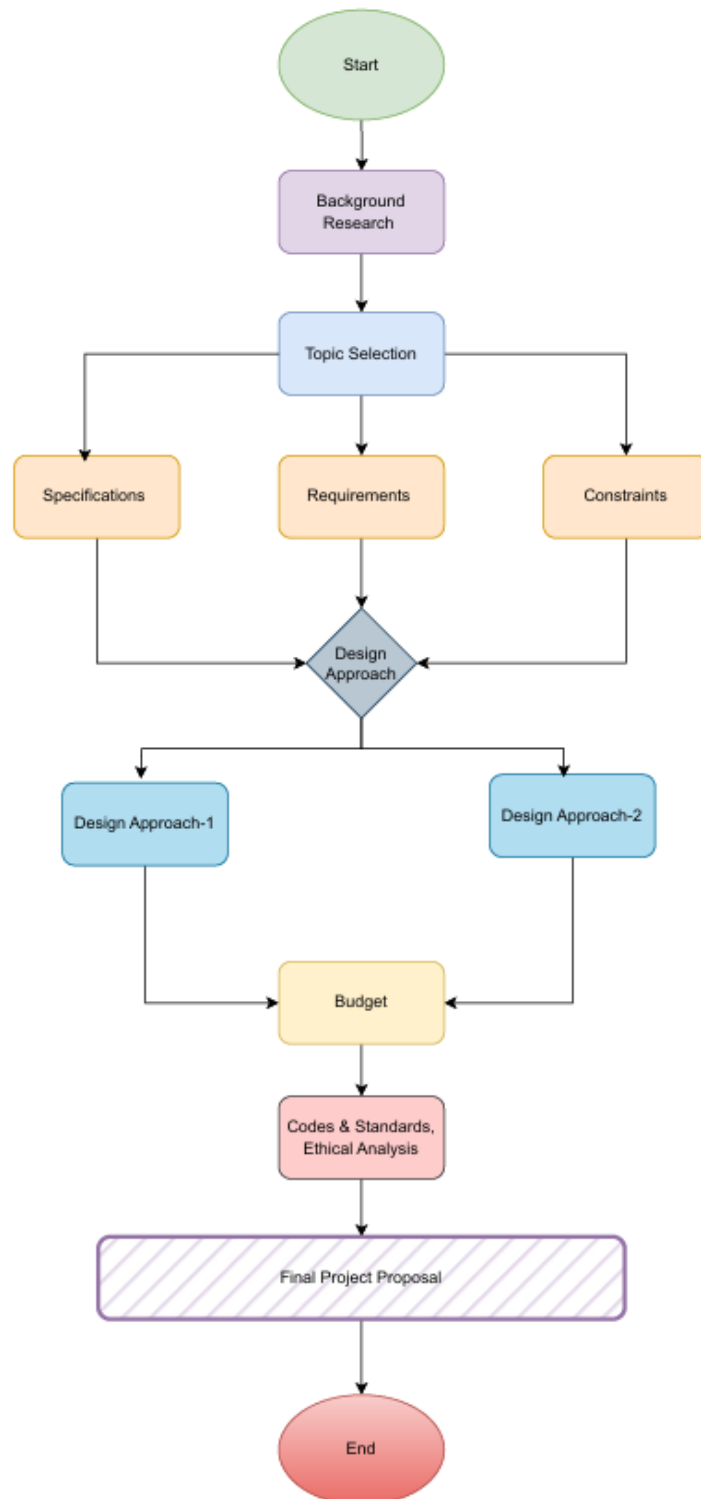 Start
Background
Research
Topic Selection
Specifications
Requirements
Constraints
Design
Approach
Design Approach-1
Design Approach-2
Budget
Codes & Standards,
Ethical Analysis
Final Project Proposal
End